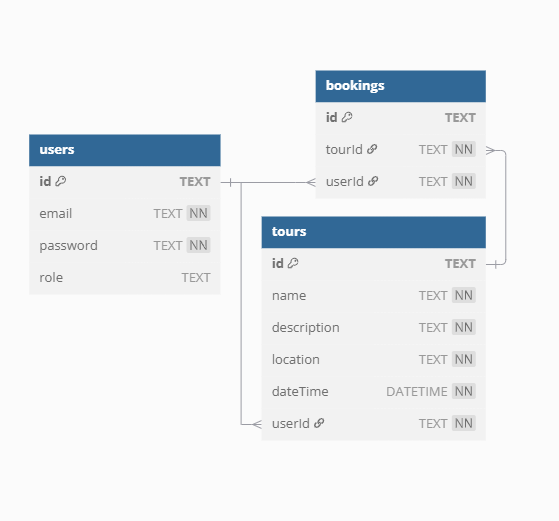 bookings
id TEXT
tourId TEXT NN
userId TEXT NN
users
id TEXT
email TEXT NN
password TEXT NN
role TEXT
tours
id TEXT
name TEXT NN
description TEXT NN
location TEXT NN
dateTime DATETIME NN
userId TEXT NN